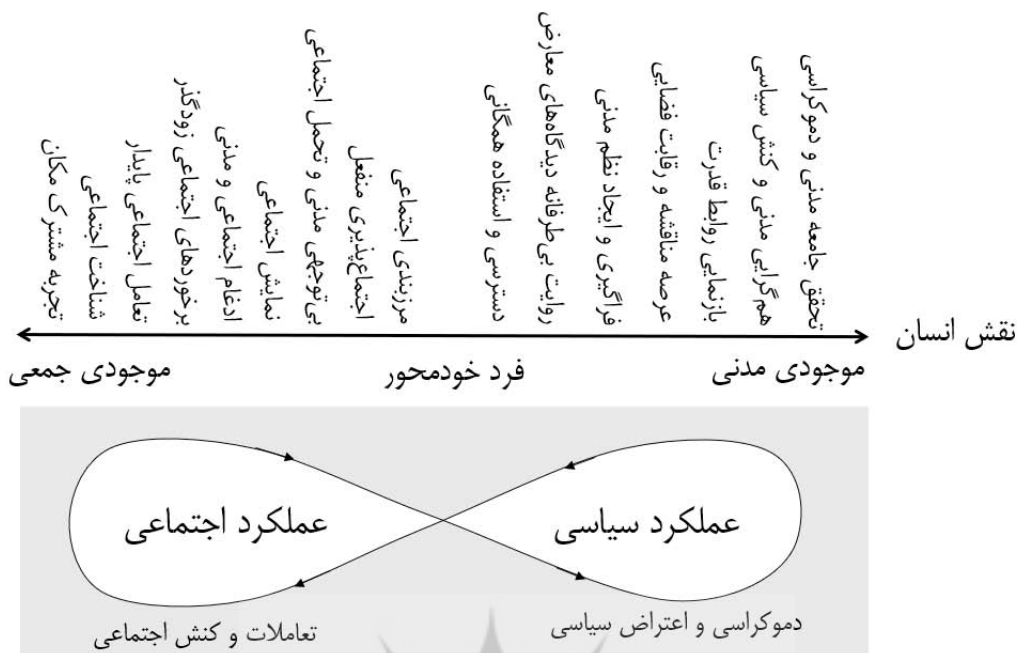 تحقق جامعه مدنی و دموکراسی
هم‌گرایی مدنی و کنش سیاسی
بازنمایی روابط قدرت
عرصه مناقشه و رقابت فضایی
فراگیری و ایجاد نظم مدنی
روایت بی‌طرفانه دیدگاه‌های معارض
دسترسی و استفاده همگانی
مرزبندی اجتماعی
اجتماع‌پذیری منفعل
بی‌توجهی مدنی و تحمل اجتماعی
نمایش اجتماعی
ادغام اجتماعی و مدنی
برخوردهای اجتماعی زودگذر
تعامل اجتماعی پایدار
شناخت اجتماعی
تجربه مشترک مکان
نقش انسان
موجودی مدنی
فرد خودمحور
موجودی جمعی
عملکرد سیاسی
عملکرد اجتماعی
دموکراسی و اعتراض سیاسی
تعاملات و کنش اجتماعی